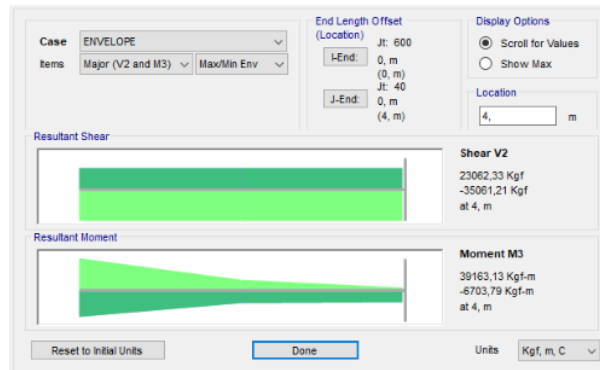 Case
ENVELOPE
Items
Major (V2 and M3)
Max/Min Env
End Length Offset
(Location)
Jt: 600
I-End:
0, m
(0, m)
Jt: 40
J-End:
0, m
(4, m)
Display Options
Scroll for Values
Show Max
Location
4,
m
Resultant Shear
Shear V2
23062,33 Kgf
-35061,21 Kgf
at 4, m
Resultant Moment
Moment M3
39163,13 Kgf-m
-6703,79 Kgf-m
at 4, m
Reset to Initial Units
Done
Units
Kgf, m, C